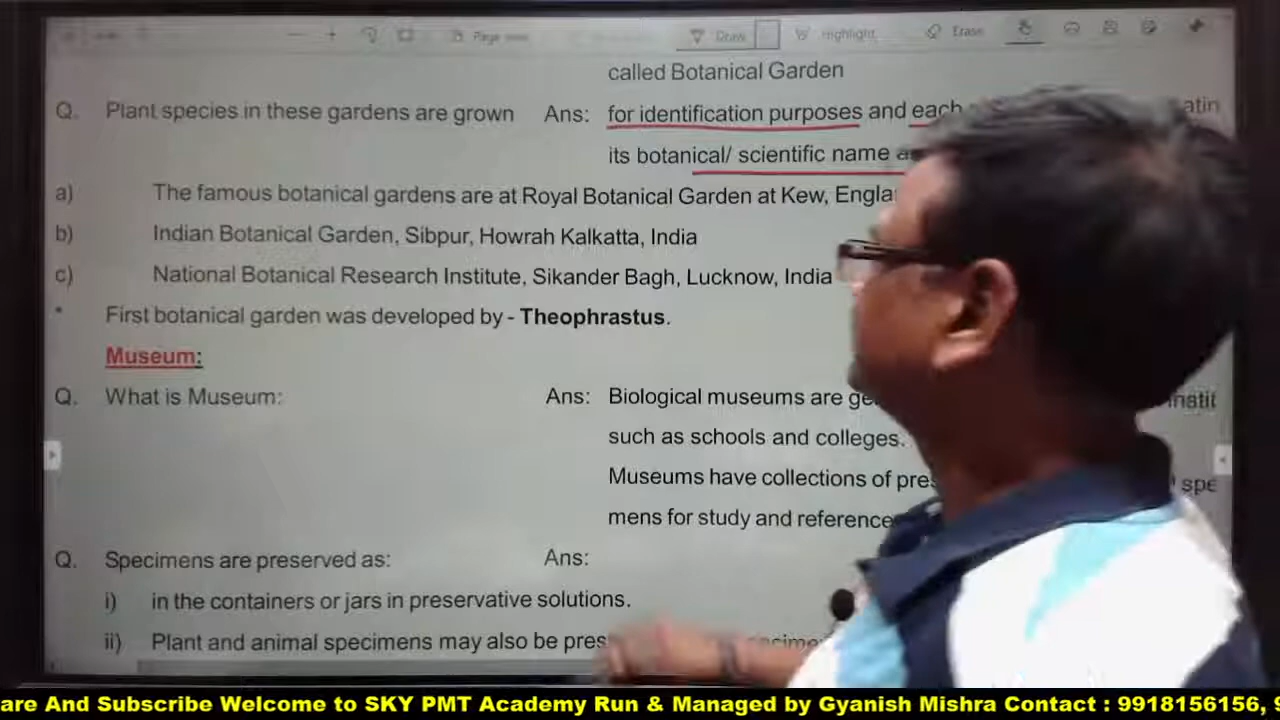 Page view Draw Highlight Erase
called Botanical Garden
Q. Plant species in these gardens are grown Ans: for identification purposes and each
its botanical/ scientific name
a) The famous botanical gardens are at Royal Botanical Garden at Kew,
b) Indian Botanical Garden, Sibpur, Howrah Kalkatta, India
c) National Botanical Research Institute, Sikander Bagh, Lucknow, India
* First botanical garden was developed by - Theophrastus.
Museum:
Q. What is Museum: Ans: Biological museums are
such as schools and colleges.
Museums have collections of
mens for study and reference
Q. Specimens are preserved as: Ans:
i) in the containers or jars in preservative solutions.
ii) Plant and animal specimens may also be
are And Subscribe Welcome to SKY PMT Academy Run & Managed by Gyanish Mishra Contact : 9918156156,